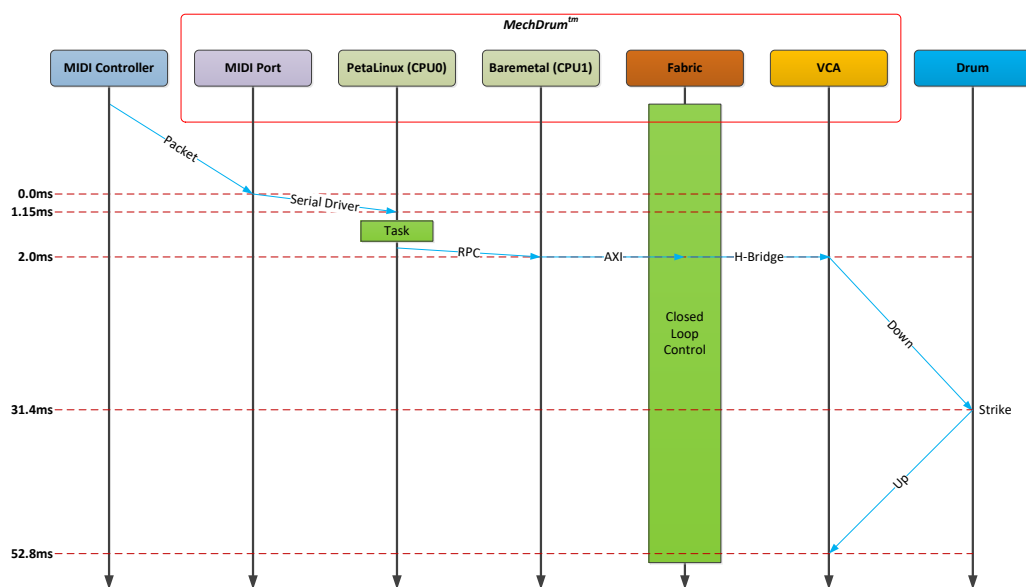 MechDrum™
MIDI Controller
MIDI Port
PetaLinux (CPU0)
Baremetal (CPU1)
Fabric
VCA
Drum
Packet
0.0ms
Serial Driver
1.15ms
Task
RPC
2.0ms
AXI
H-Bridge
Closed
Loop
Control
Down
31.4ms
Strike
Up
52.8ms